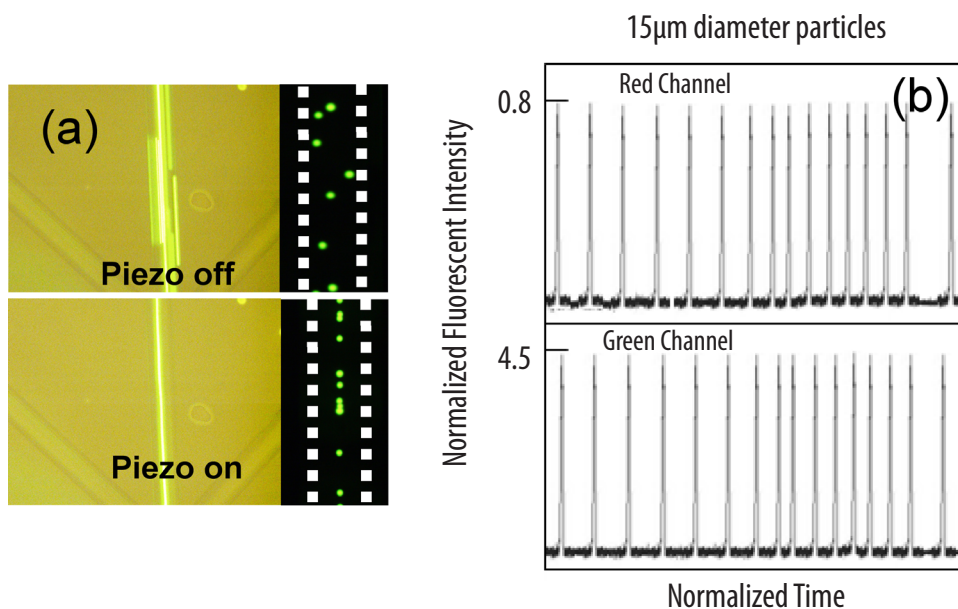 (a)
Piezo off
Piezo on
15µm diameter particles
(b)
Red Channel
0.8
Normalized Fluorescent Intensity
Green Channel
4.5
Normalized Time